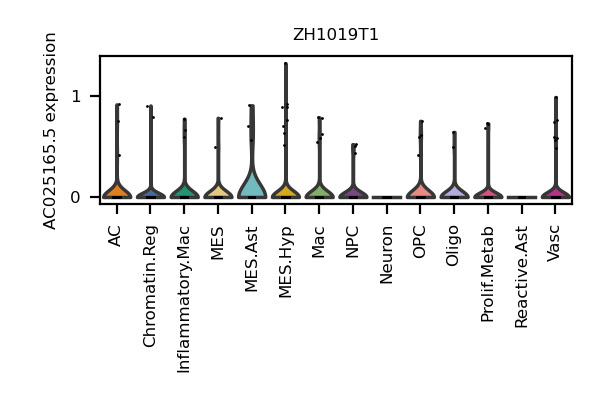 ZH1019T1
AC025165.5 expression
1
0
AC
Chromatin.Reg
Inflammatory.Mac
MES
MES.Ast
MES.Hyp
Mac
NPC
Neuron
OPC
Oligo
Prolif.Metab
Reactive.Ast
Vasc